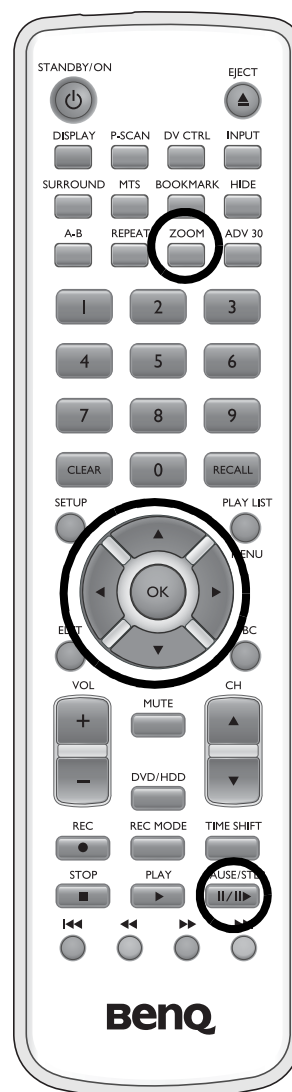 STANDBY/ON EJECT
DISPLAY P-SCAN DV CTRL INPUT
SURROUND MTS BOOKMARK HIDE
A-B REPEAT ZOOM ADV 30
1 2 3
4 5 6
7 8 9
CLEAR 0 RECALL
SETUP PLAY LIST
OK
VOL MUTE CH
+
−
DVD/HDD
REC REC MODE TIME SHIFT
STOP PLAY
BenQ